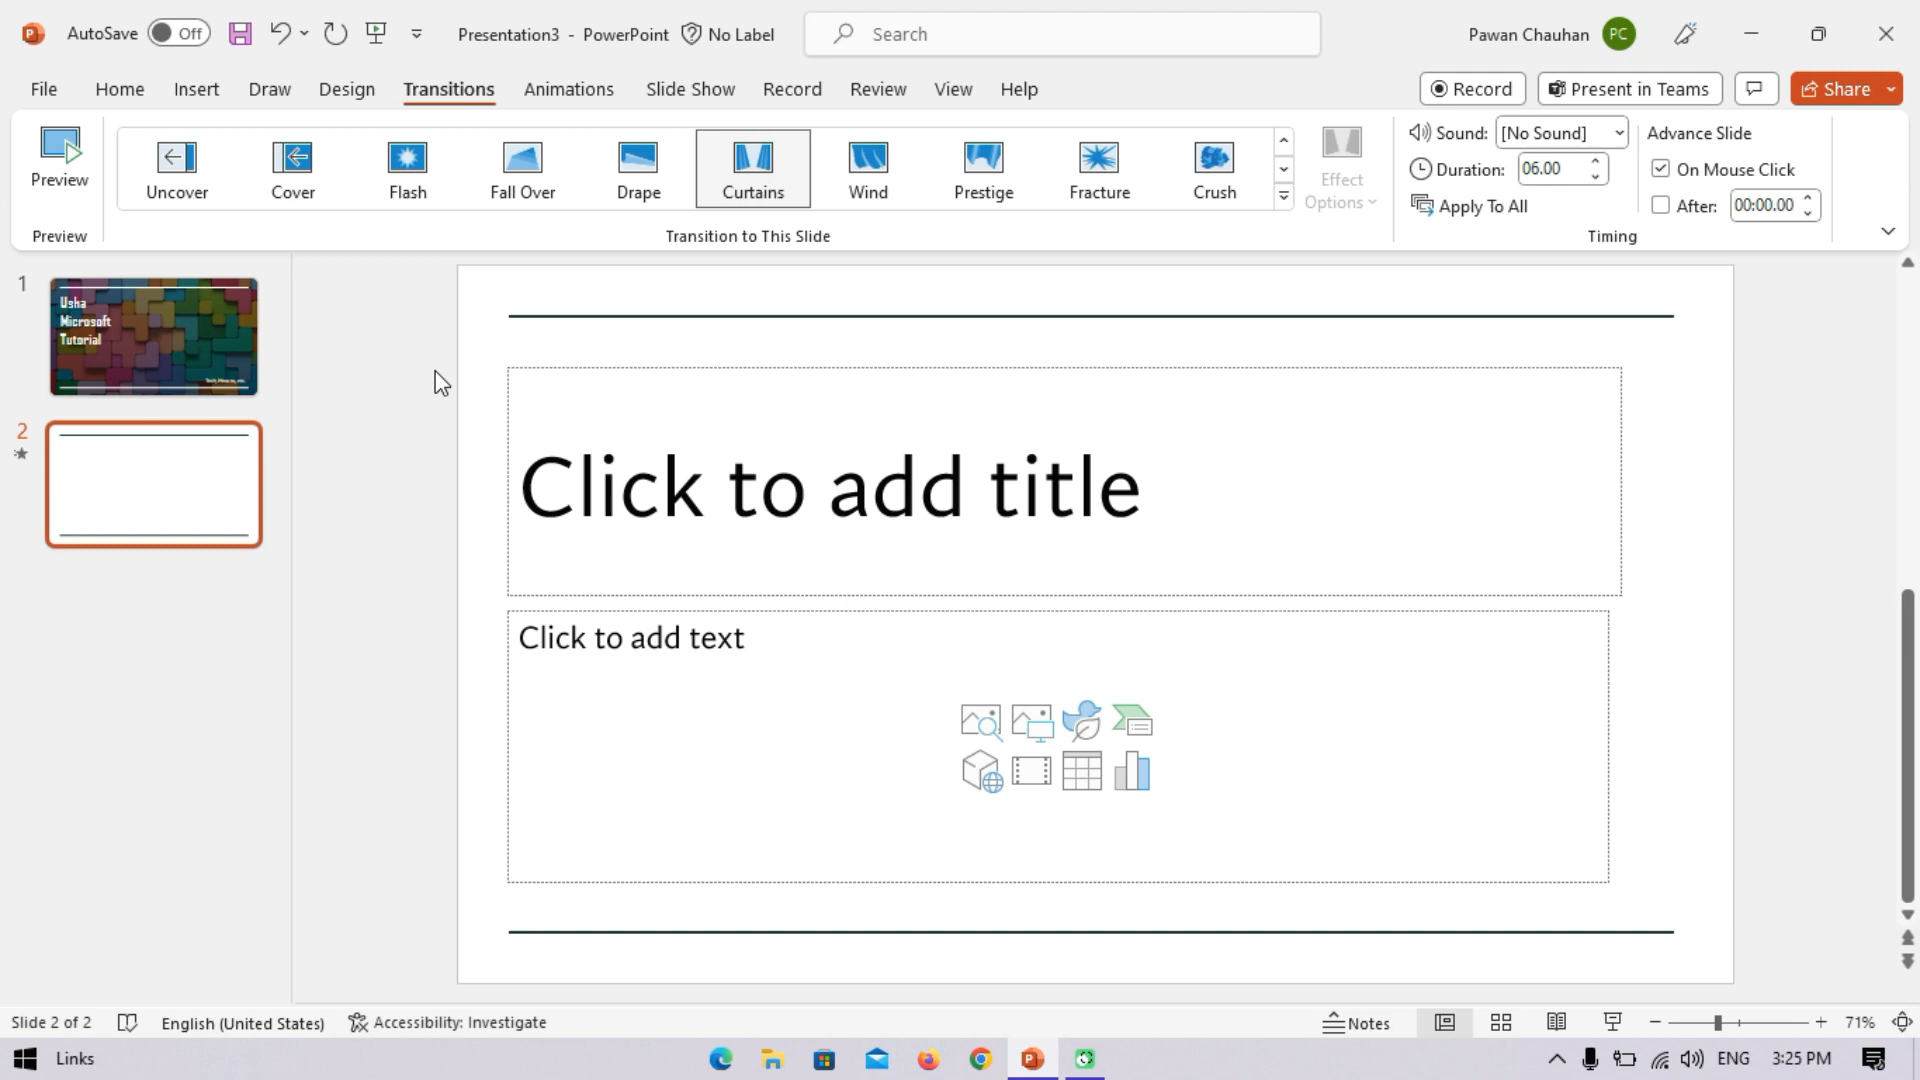 AutoSave Off Presentation3 - PowerPoint No Label Search Pawan Chauhan PC
File Home Insert Draw Design Transitions Animations Slide Show Record Review View Help Record Present in Teams Share
Preview
Uncover Cover Flash Fall Over Drape Curtains Wind Prestige Fracture Crush
Effect
Options
Sound: [No Sound]
Duration: 06.00
Apply To All
Advance Slide
On Mouse Click
After: 00:00.00
Preview Transition to This Slide Timing
1
Usha
Microsoft
Tutorial
2
Click to add title
Click to add text
Slide 2 of 2 English (United States) Accessibility: Investigate Notes 71%
Links ENG 3:25 PM